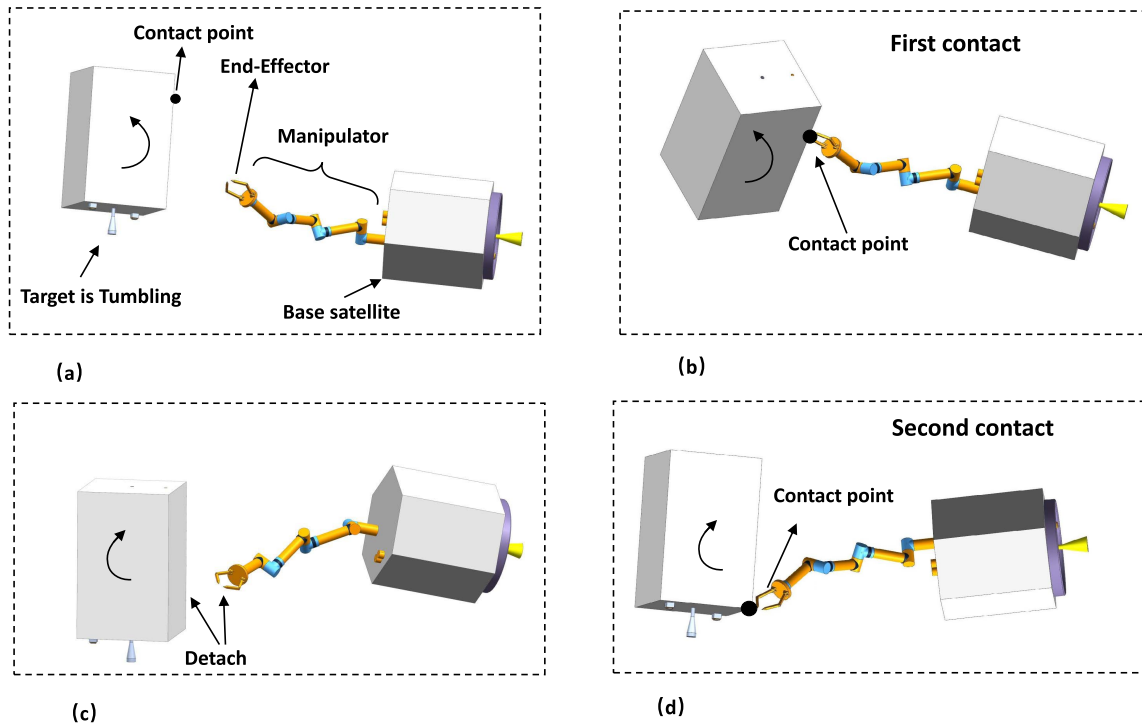 Contact point
End-Effector
Manipulator
Target is Tumbling
Base satellite
(a)
First contact
Contact point
(b)
Detach
(c)
Second contact
Contact point
(d)